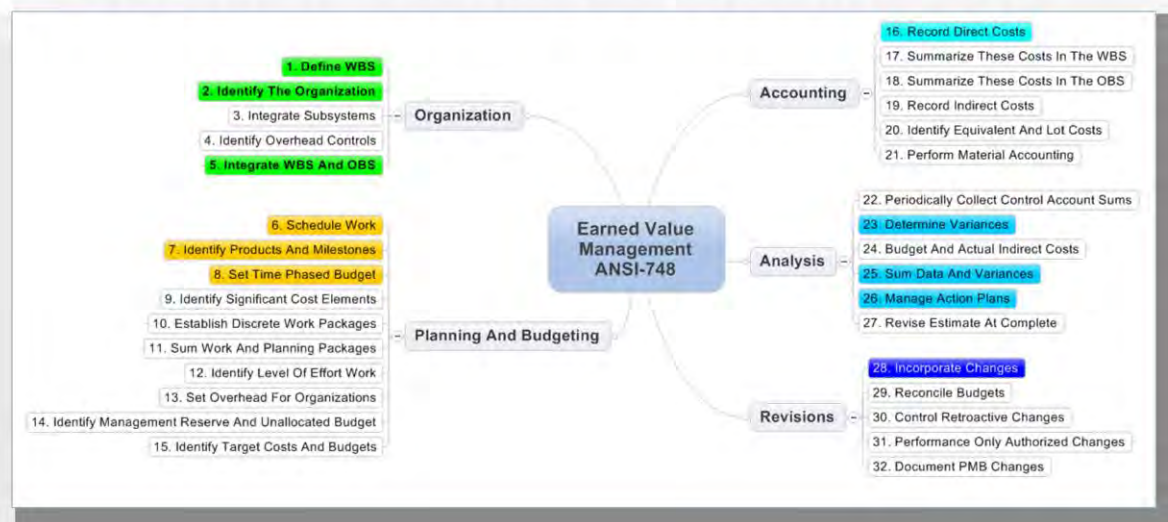 1. Define WBS
2. Identify The Organization
3. Integrate Subsystems
4. Identify Overhead Controls
5. Integrate WBS And OBS
Organization
6. Schedule Work
7. Identify Products And Milestones
8. Set Time Phased Budget
9. Identify Significant Cost Elements
10. Establish Discrete Work Packages
11. Sum Work And Planning Packages
12. Identify Level Of Effort Work
13. Set Overhead For Organizations
14. Identify Management Reserve And Unallocated Budget
15. Identify Target Costs And Budgets
Planning And Budgeting
Earned Value
Management
ANSI-748
Accounting
16. Record Direct Costs
17. Summarize These Costs In The WBS
18. Summarize These Costs In The OBS
19. Record Indirect Costs
20. Identify Equivalent And Lot Costs
21. Perform Material Accounting
Analysis
22. Periodically Collect Control Account Sums
23. Determine Variances
24. Budget And Actual Indirect Costs
25. Sum Data And Variances
26. Manage Action Plans
27. Revise Estimate At Complete
Revisions
28. Incorporate Changes
29. Reconcile Budgets
30. Control Retroactive Changes
31. Performance Only Authorized Changes
32. Document PMB Changes